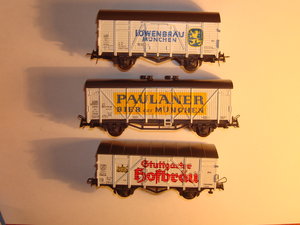 LÖWENBRÄU
MÜNCHEN
PAULANER
BIER AUS MÜNCHEN
Stuttgarter
Hofbräu